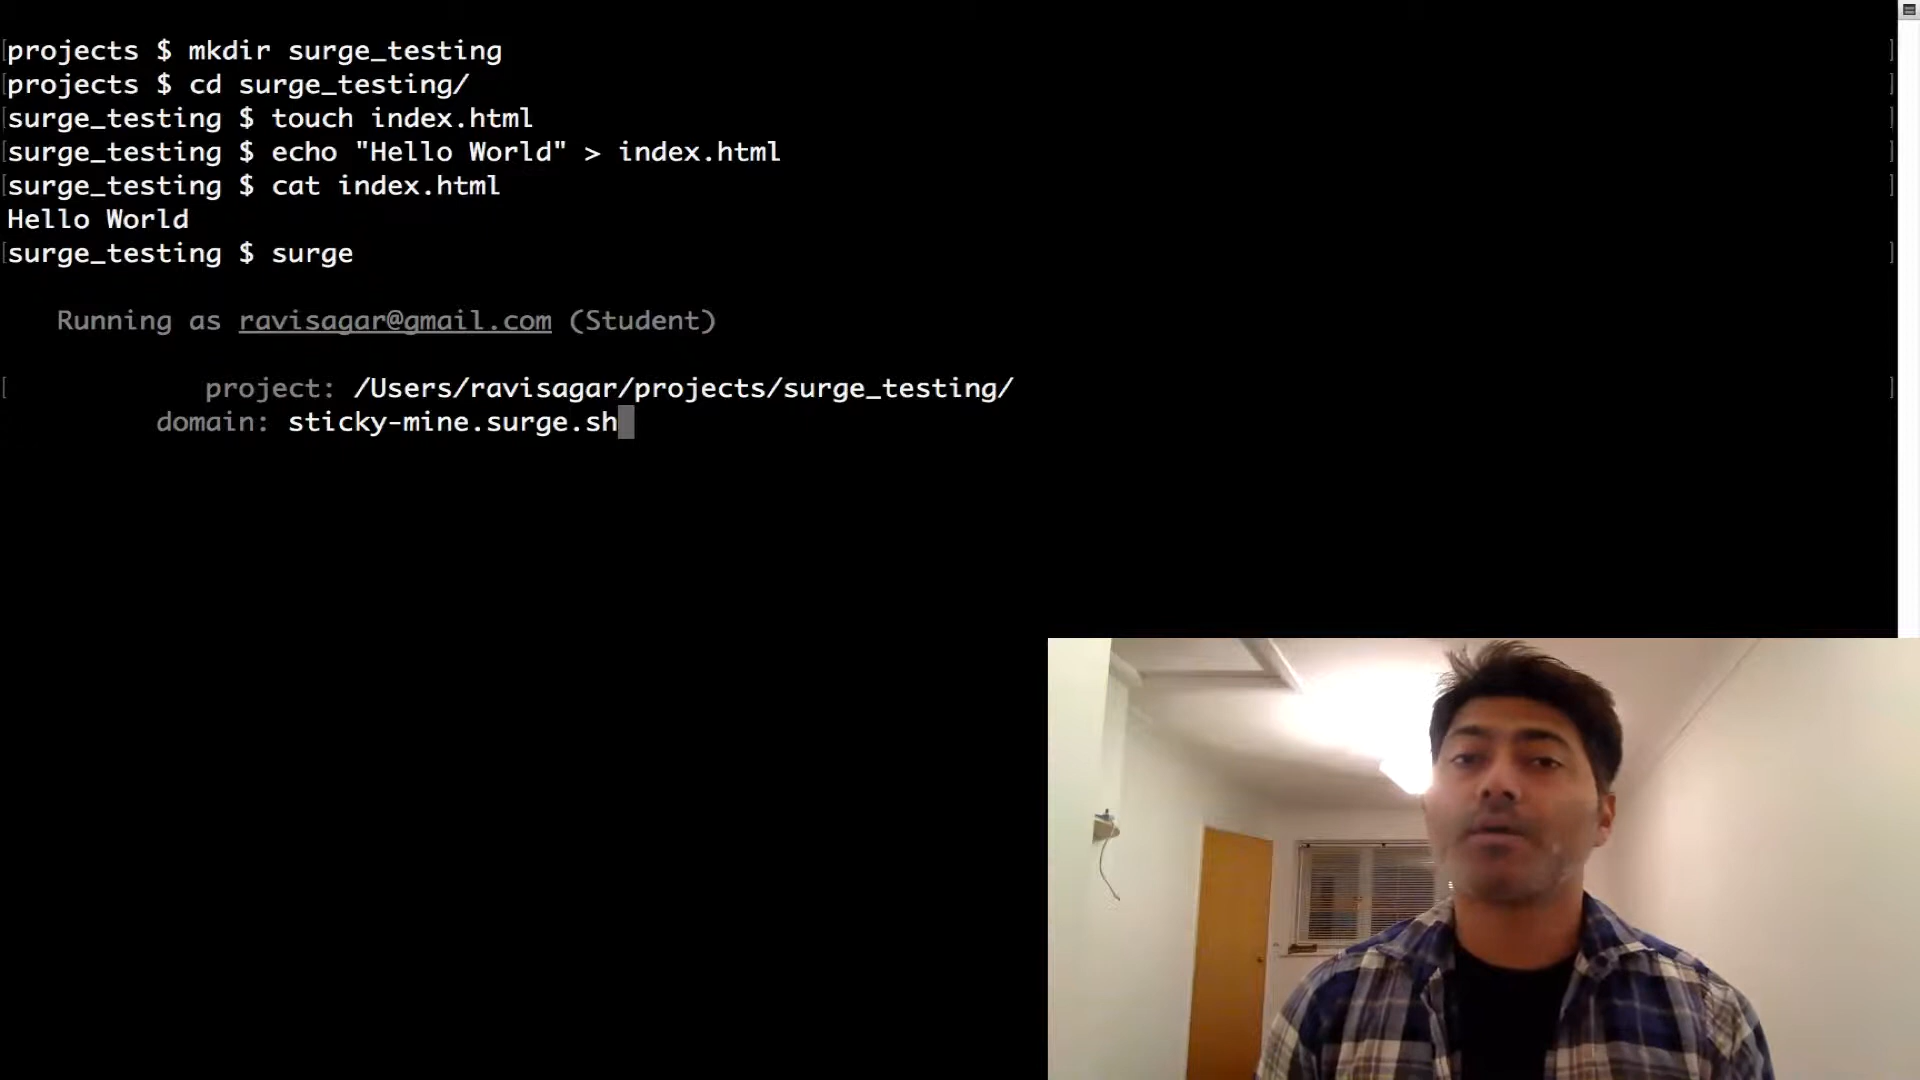 projects $ mkdir surge_testing
projects $ cd surge_testing/
surge_testing $ touch index.html
surge_testing $ echo "Hello World" > index.html
surge_testing $ cat index.html
Hello World
surge_testing $ surge
Running as ravisagar@gmail.com (Student)
project: /Users/ravisagar/projects/surge_testing/
domain: sticky-mine.surge.sh